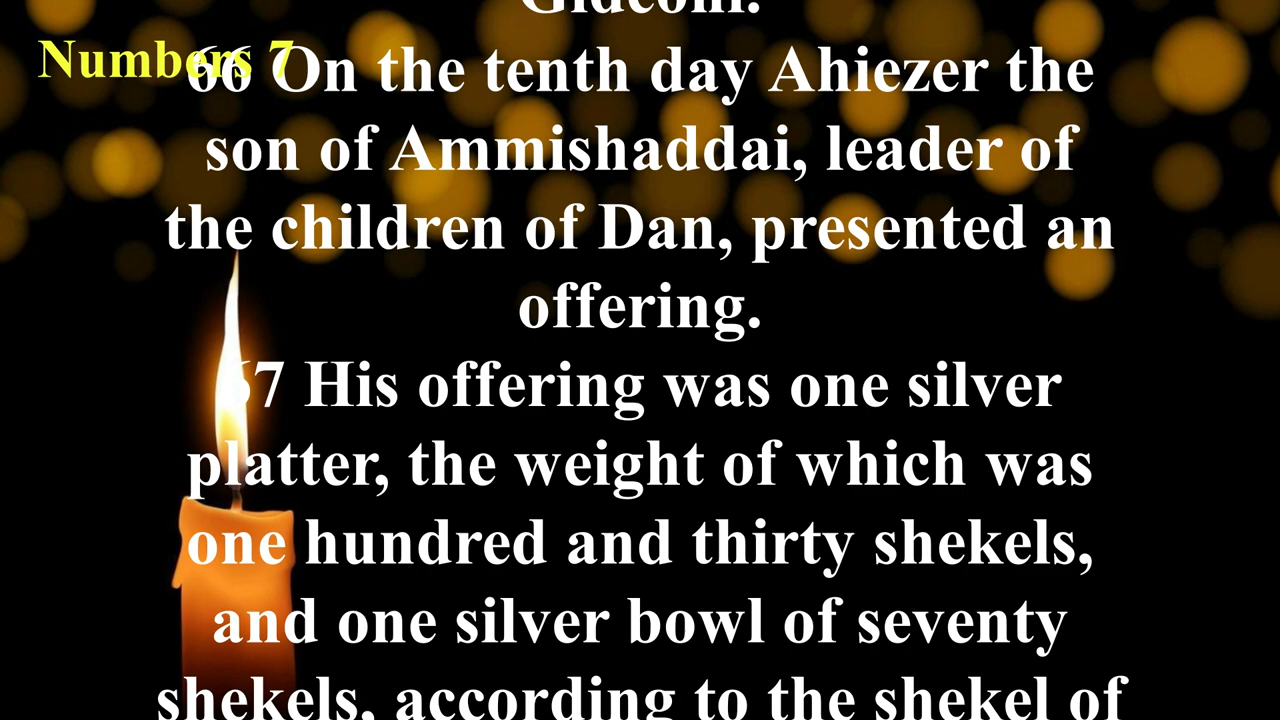 Gideoni.
Numbers 7
66 On the tenth day Ahiezer the
son of Ammishaddai, leader of
the children of Dan, presented an
offering.
67 His offering was one silver
platter, the weight of which was
one hundred and thirty shekels,
and one silver bowl of seventy
shekels, according to the shekel of